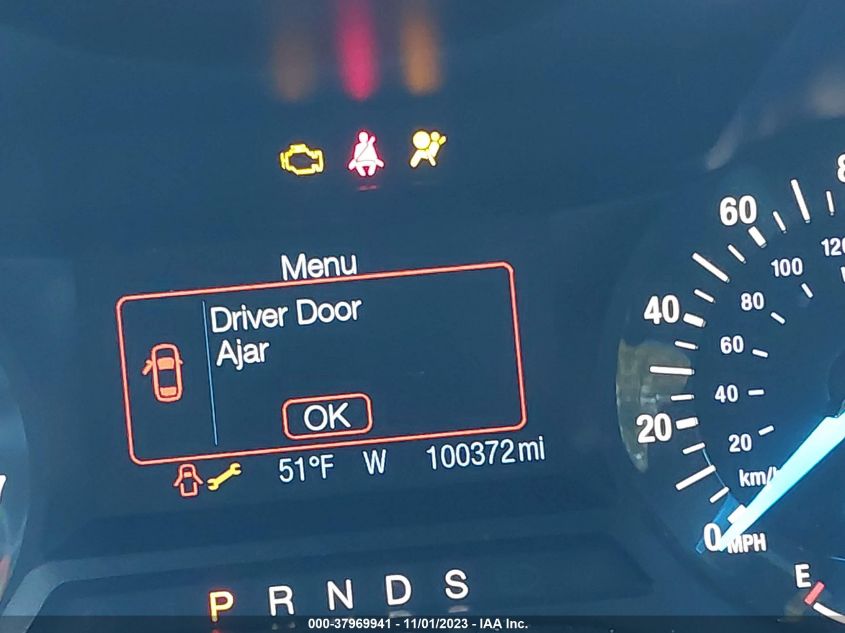 Menu
Driver Door
Ajar
OK
51°F W 100372mi
P R N D S
60
40
20
0 MPH
120
100
80
60
40
20
km/h
E
000-37969941 - 11/01/2023 - IAA Inc.